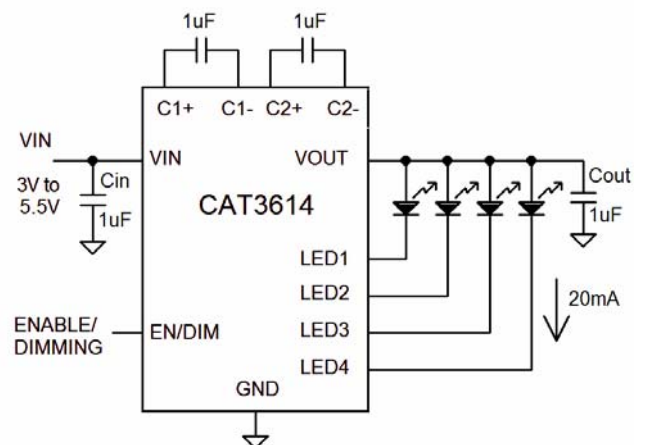 1uF 1uF
C1+ C1- C2+ C2-
VIN
VIN VOUT
3V to
5.5V
Cin
1uF
CAT3614
Cout
1uF
LED1
LED2
20mA
ENABLE/
DIMMING
EN/DIM
LED3
LED4
GND